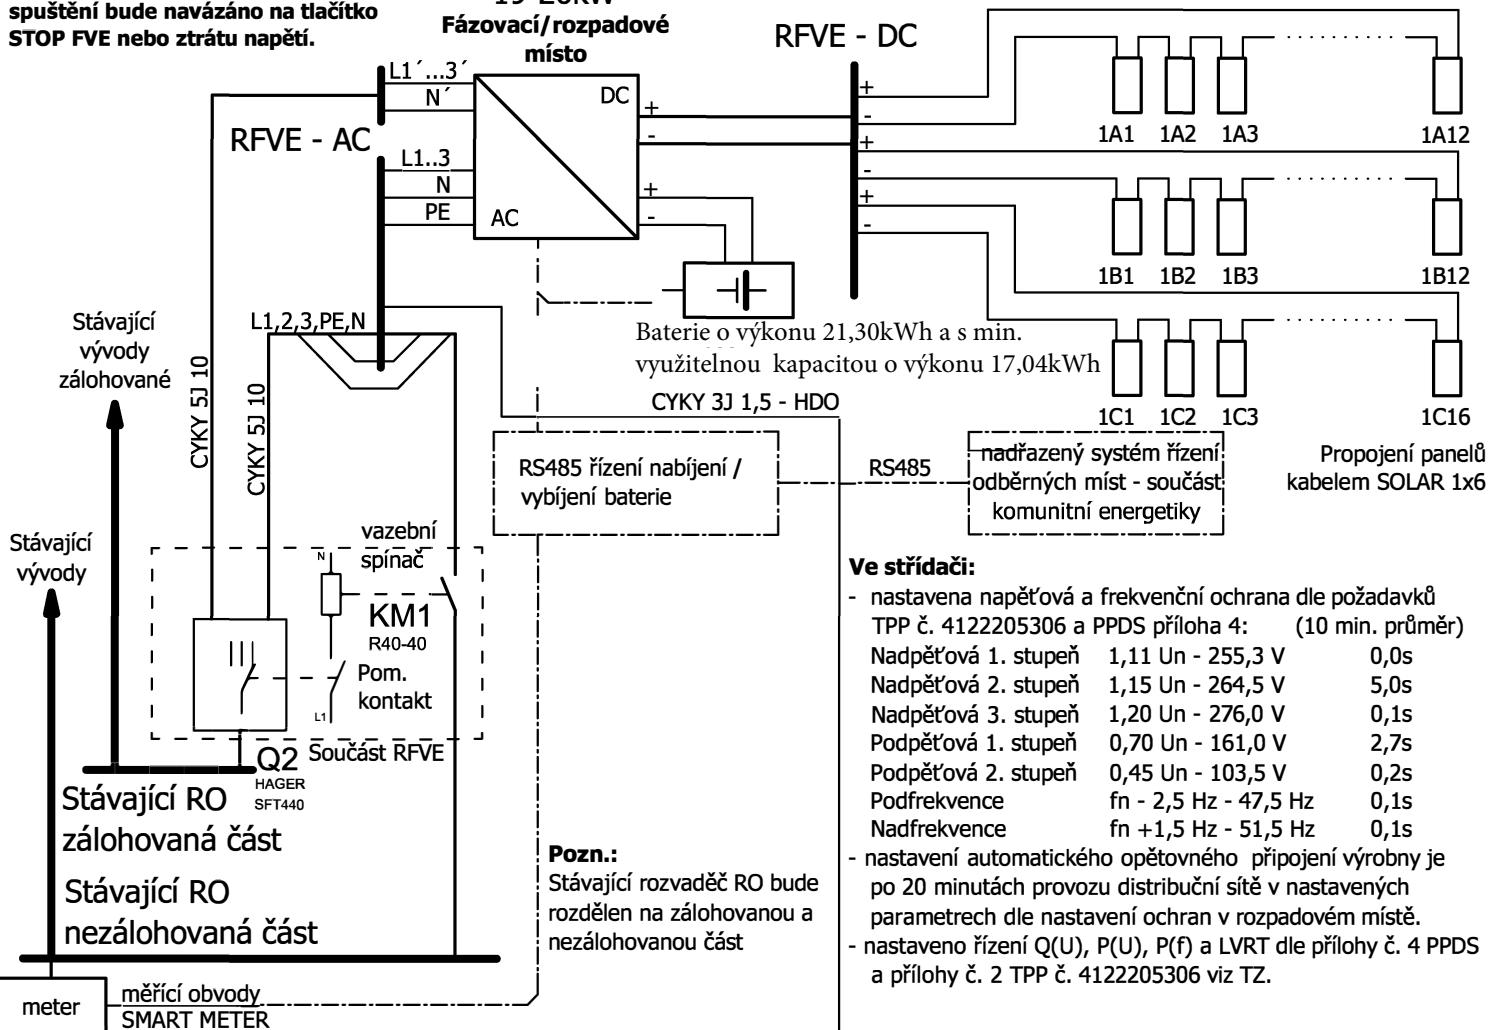 spuštění bude navázáno na tlačítko
STOP FVE nebo ztrátu napětí.
Fázovací/rozpadové
místo
RFVE - DC
L1´...3´
N´
DC
+
-
RFVE - AC
L1..3
N
PE
AC
+
-
+
-
+
-
+
-
1A1 1A2 1A3 1A12
1B1 1B2 1B3 1B12
1C1 1C2 1C3 1C16
Baterie o výkonu 21,30kWh a s min.
využitelnou kapacitou o výkonu 17,04kWh
Stávající
vývody
zálohované
L1,2,3,PE,N
CYKY 5J 10
CYKY 5J 10
CYKY 3J 1,5 - HDO
RS485 řízení nabíjení /
vybíjení baterie
RS485
nadřazený systém řízení
odběrných míst - součást
komunitní energetiky
Propojení panelů
kabelem SOLAR 1x6
Stávající
vývody
vazební
spínač
N
KM1
R40-40
Pom.
kontakt
L1
Součást RFVE
Q2
HAGER
SFT440
Stávající RO
zálohovaná část
Stávající RO
nezálohovaná část
meter
měřící obvody
SMART METER
Pozn.:
Stávající rozvaděč RO bude
rozdělen na zálohovanou a
nezálohovanou část
Ve střídači:
- nastavena napěťová a frekvenční ochrana dle požadavků
TPP č. 4122205306 a PPDS příloha 4: (10 min. průměr)
Nadpěťová 1. stupeň 1,11 Un - 255,3 V 0,0s
Nadpěťová 2. stupeň 1,15 Un - 264,5 V 5,0s
Nadpěťová 3. stupeň 1,20 Un - 276,0 V 0,1s
Podpěťová 1. stupeň 0,70 Un - 161,0 V 2,7s
Podpěťová 2. stupeň 0,45 Un - 103,5 V 0,2s
Podfrekvence fn - 2,5 Hz - 47,5 Hz 0,1s
Nadfrekvence fn +1,5 Hz - 51,5 Hz 0,1s
- nastavení automatického opětovného připojení výrobny je
po 20 minutách provozu distribuční sítě v nastavených
parametrech dle nastavení ochran v rozpadovém místě.
- nastaveno řízení Q(U), P(U), P(f) a LVRT dle přílohy č. 4 PPDS
a přílohy č. 2 TPP č. 4122205306 viz TZ.